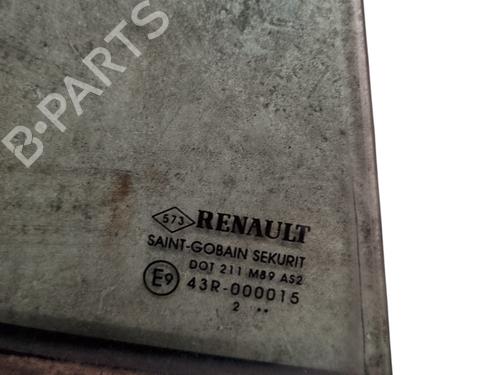 B-PARTS
573 RENAULT
SAINT-GOBAIN SEKURIT
DOT 211 M89 AS2
E9 43R-000015
2 ..